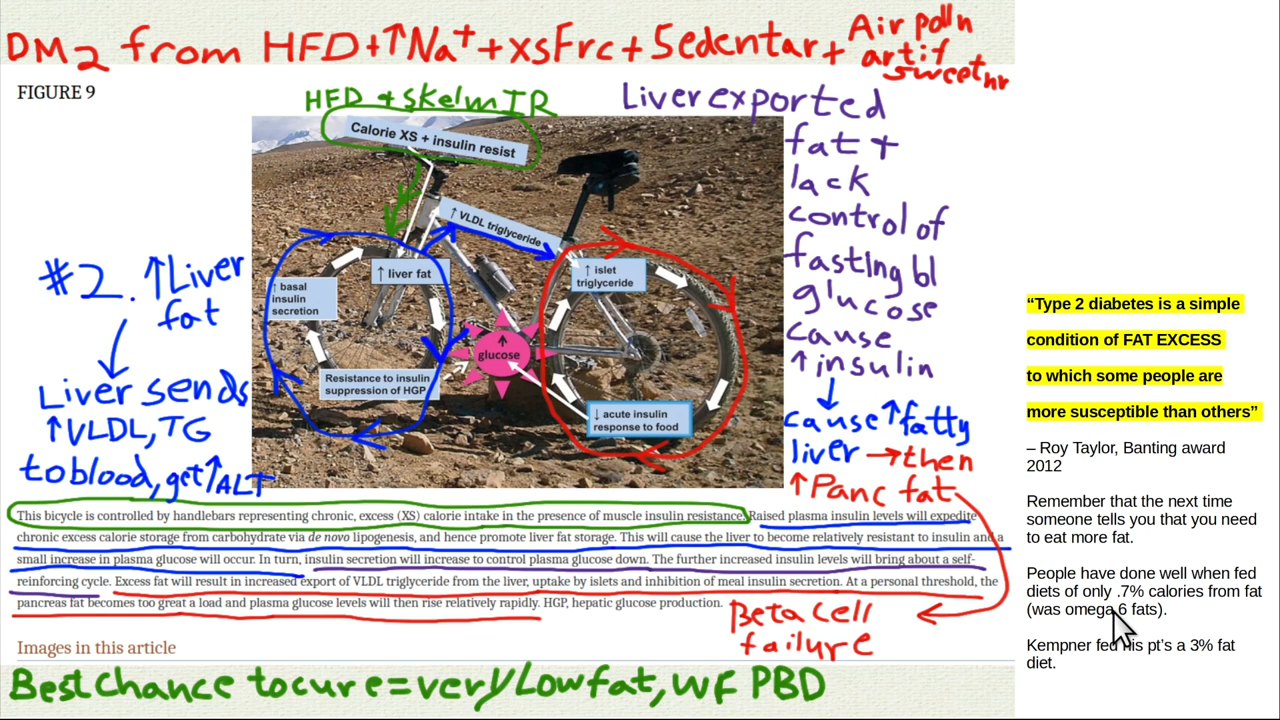 DM2 from HFD+↑Na⁺+xsFrc+Sedentar+ Air polln
artif
sweetnr
FIGURE 9
HFD + SkelmIR
Liver exported
fat +
lack
control of
fasting bl
glucose
cause
↑insulin
cause↑fatty
liver →then
↑Panc fat
Calorie XS + insulin resist
↑ VLDL triglyceride
↑ liver fat
↑ islet
triglyceride
↑ basal
insulin
secretion
↑
glucose
Resistance to insulin
suppression of HGP
↓ acute insulin
response to food
#2. ↑Liver
fat
Liver sends
↑VLDL, TG
to blood, get↑ALT
This bicycle is controlled by handlebars representing chronic, excess (XS) calorie intake in the presence of muscle insulin resistance. Raised plasma insulin levels will expedite
chronic excess calorie storage from carbohydrate via de novo lipogenesis, and hence promote liver fat storage. This will cause the liver to become relatively resistant to insulin and a
small increase in plasma glucose will occur. In turn, insulin secretion will increase to control plasma glucose down. The further increased insulin levels will bring about a self-
reinforcing cycle. Excess fat will result in increased export of VLDL triglyceride from the liver, uptake by islets and inhibition of meal insulin secretion. At a personal threshold, the
pancreas fat becomes too great a load and plasma glucose levels will then rise relatively rapidly. HGP, hepatic glucose production.
Beta Cell
failure
Images in this article
Best chance to cure = very Low fat, WF PBD
“Type 2 diabetes is a simple
condition of FAT EXCESS
to which some people are
more susceptible than others”
– Roy Taylor, Banting award
2012
Remember that the next time
someone tells you that you need
to eat more fat.
People have done well when fed
diets of only .7% calories from fat
(was omega 6 fats).
Kempner fed his pt’s a 3% fat
diet.